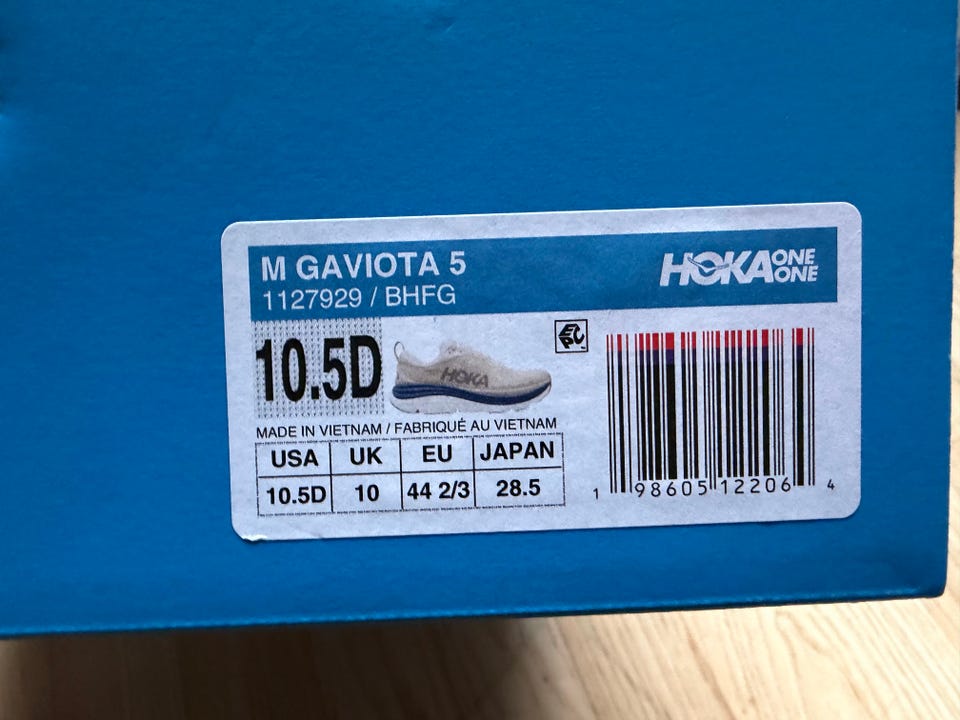 M GAVIOTA 5
1127929 / BHFG
HOKA ONE ONE
10.5D
HOKA
EPC
MADE IN VIETNAM / FABRIQUÉ AU VIETNAM
USA UK EU JAPAN
10.5D 10 44 2/3 28.5
1 98605 12206 4